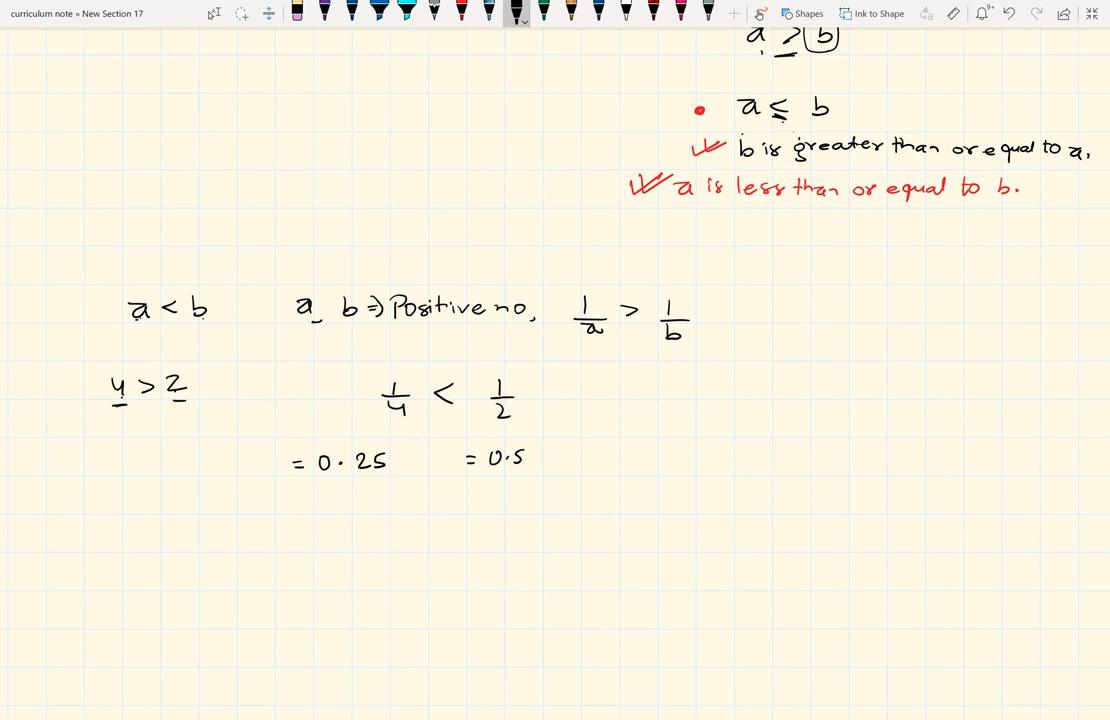 curriculum note » New Section 17
Shapes
Ink to Shape
9+
a > b
a ≤ b
b is greater than or equal to a,
a is less than or equal to b.
a < b a, b ⇒ Positive no, 1/a > 1/b
4 > 2 1/4 < 1/2
= 0.25 = 0.5